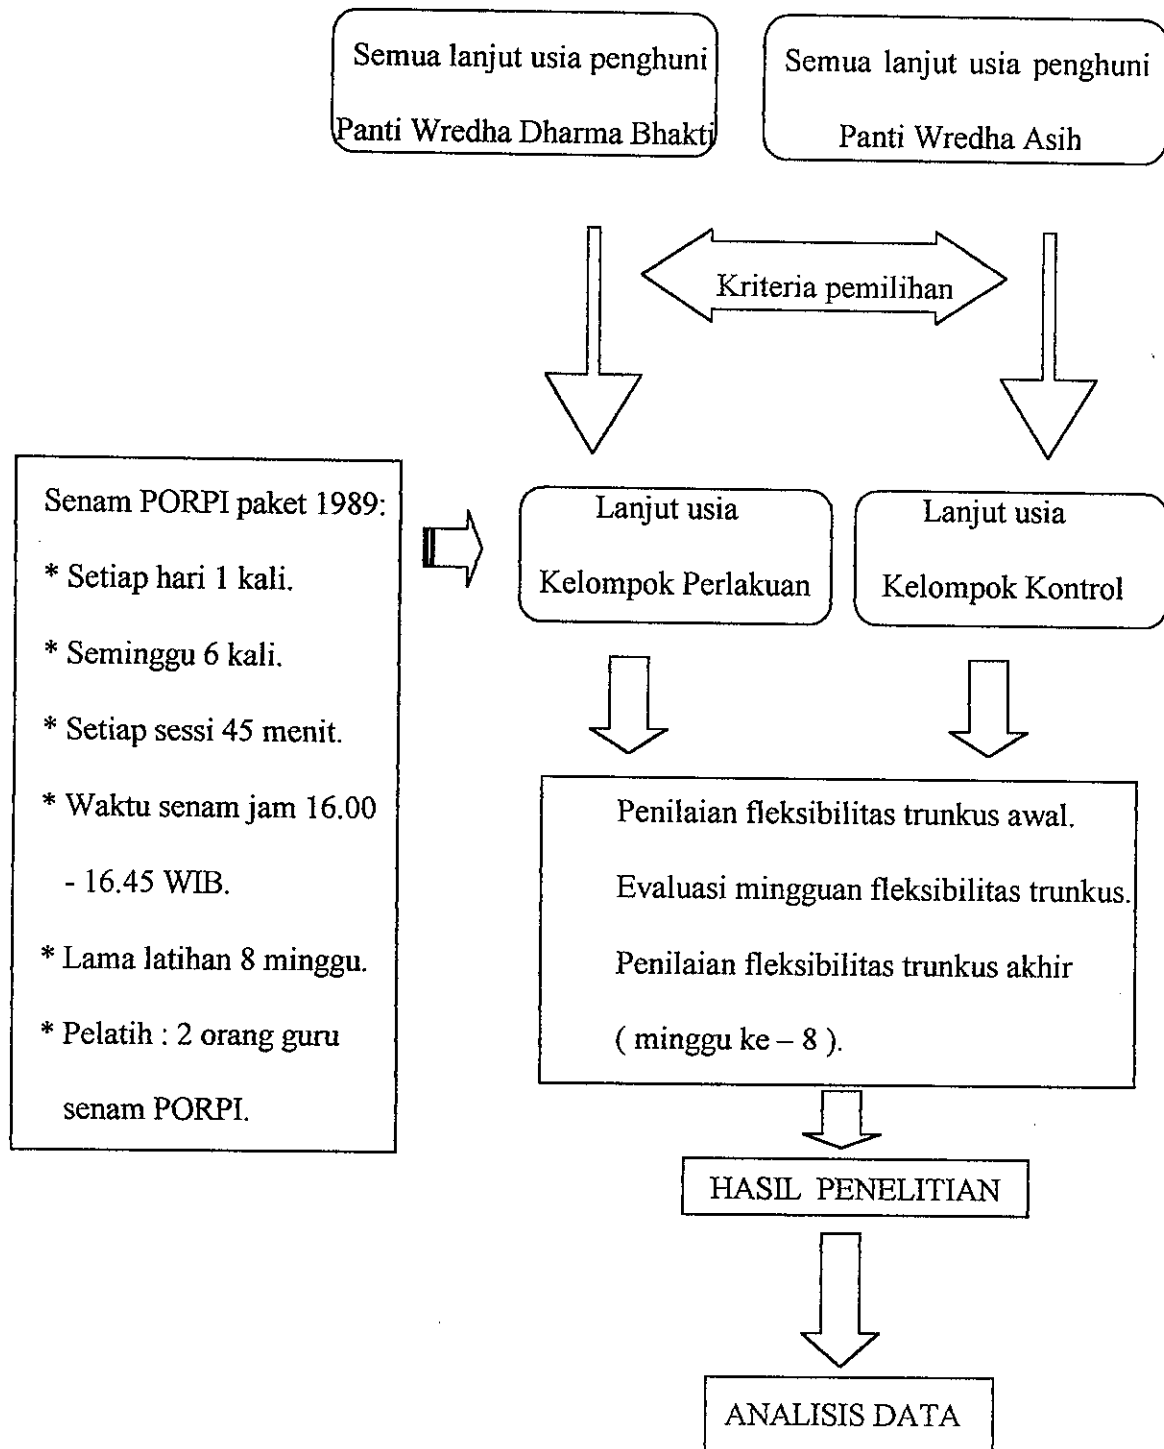 Semua lanjut usia penghuni
Panti Wredha Dharma Bhakti
Semua lanjut usia penghuni
Panti Wredha Asih
Kriteria pemilihan
Senam PORPI paket 1989:
* Setiap hari 1 kali.
* Seminggu 6 kali.
* Setiap sessi 45 menit.
* Waktu senam jam 16.00
- 16.45 WIB.
* Lama latihan 8 minggu.
* Pelatih : 2 orang guru
senam PORPI.
Lanjut usia
Kelompok Perlakuan
Lanjut usia
Kelompok Kontrol
Penilaian fleksibilitas trunkus awal.
Evaluasi mingguan fleksibilitas trunkus.
Penilaian fleksibilitas trunkus akhir
( minggu ke – 8 ).
HASIL PENELITIAN
ANALISIS DATA